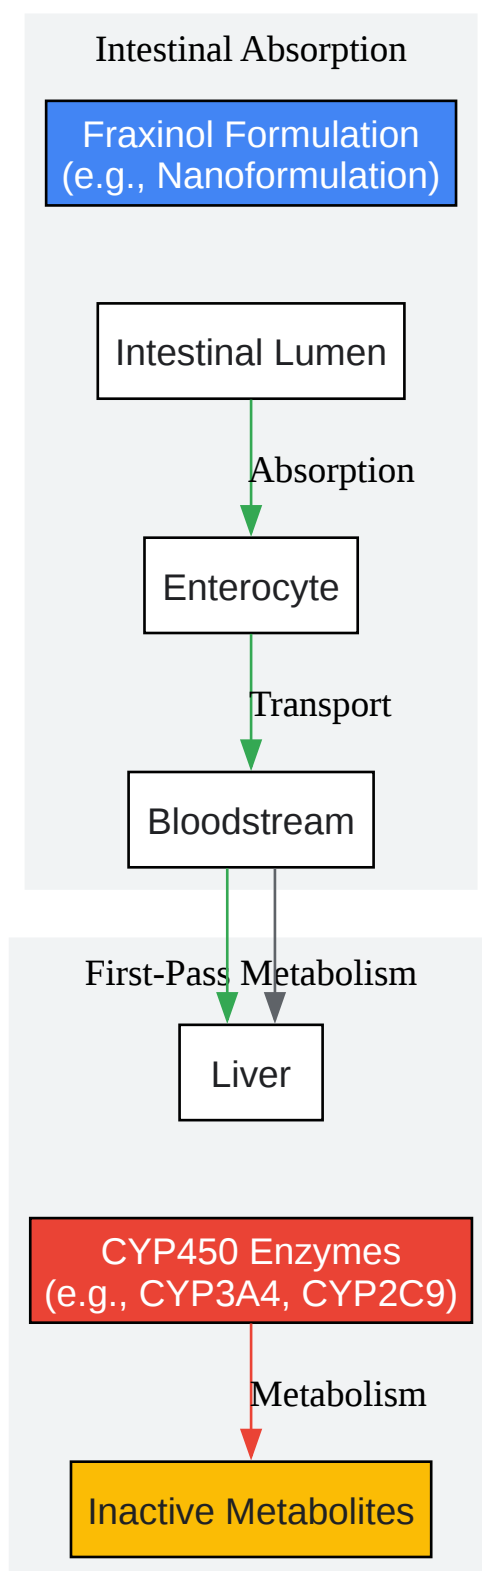 Intestinal Absorption
Fraxinol Formulation
(e.g., Nanoformulation)
Intestinal Lumen
Absorption
Enterocyte
Transport
Bloodstream
First-Pass Metabolism
Liver
CYP450 Enzymes
(e.g., CYP3A4, CYP2C9)
Metabolism
Inactive Metabolites